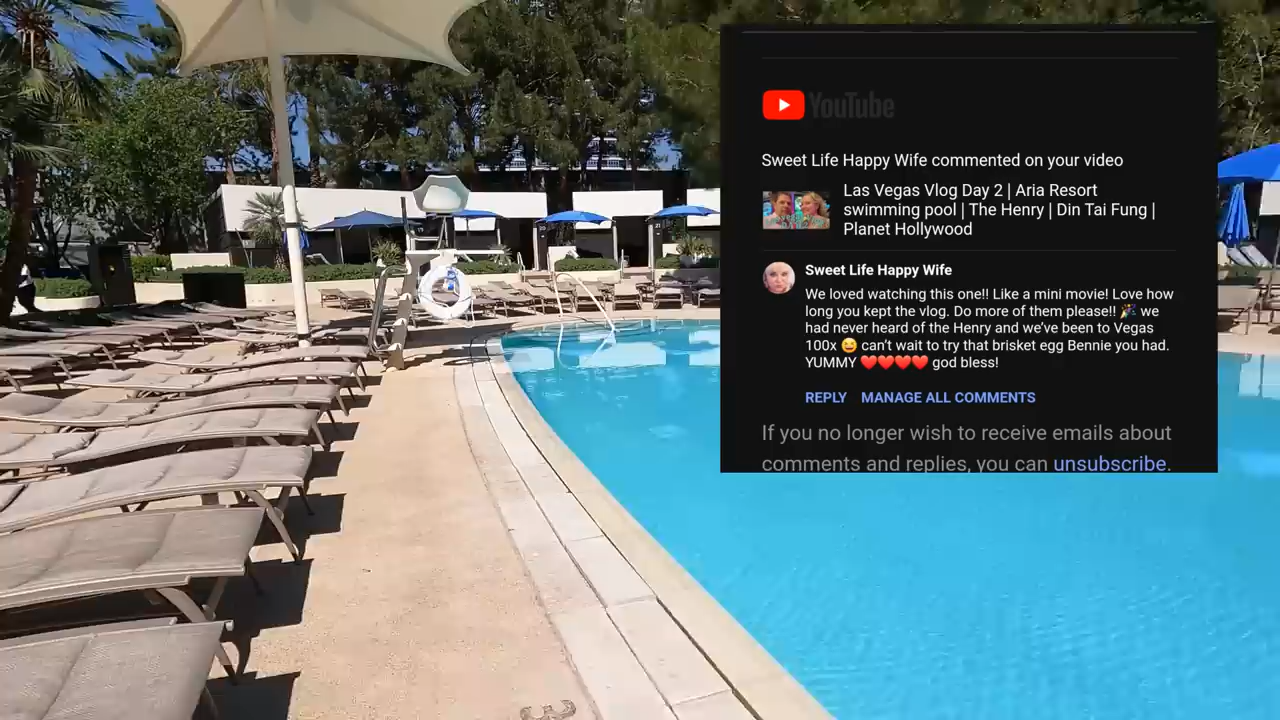 YouTube
Sweet Life Happy Wife commented on your video
Las Vegas Vlog Day 2 | Aria Resort
swimming pool | The Henry | Din Tai Fung |
Planet Hollywood
Sweet Life Happy Wife
We loved watching this one!! Like a mini movie! Love how
long you kept the vlog. Do more of them please!! 🎉 we
had never heard of the Henry and we've been to Vegas
100x 😄 can't wait to try that brisket egg Bennie you had.
YUMMY ❤️❤️❤️❤️ god bless!
REPLY MANAGE ALL COMMENTS
If you no longer wish to receive emails about
comments and replies, you can unsubscribe.